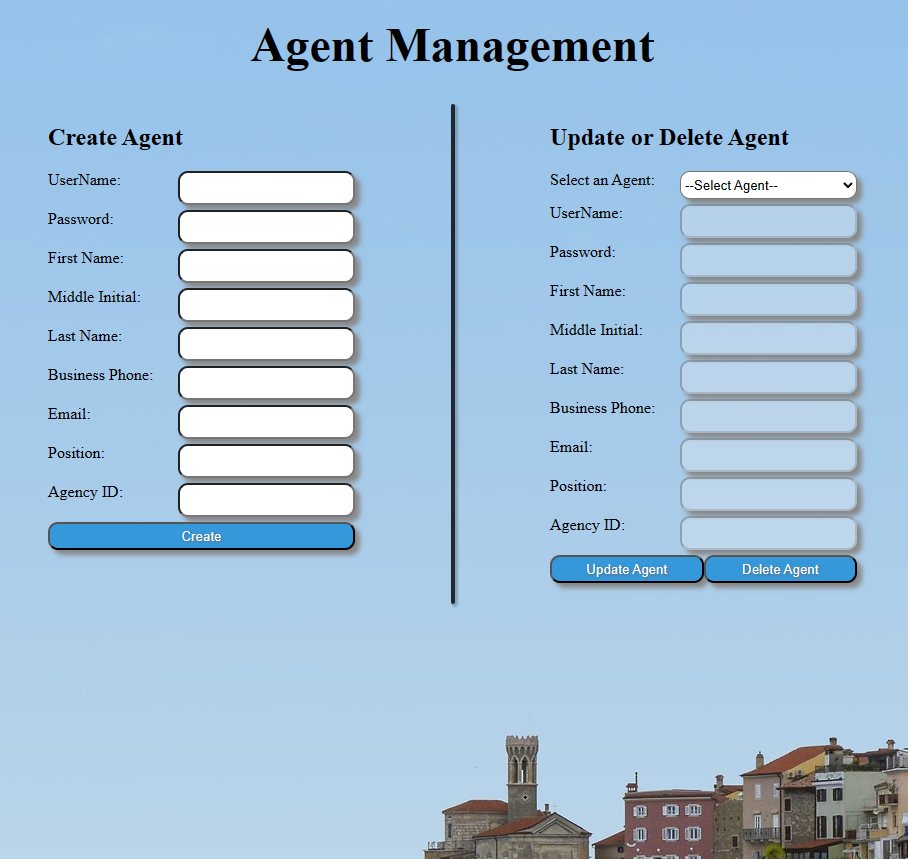 Agent Management
Create Agent
UserName:
Password:
First Name:
Middle Initial:
Last Name:
Business Phone:
Email:
Position:
Agency ID:
Create
Update or Delete Agent
Select an Agent: --Select Agent--
UserName:
Password:
First Name:
Middle Initial:
Last Name:
Business Phone:
Email:
Position:
Agency ID:
Update Agent Delete Agent